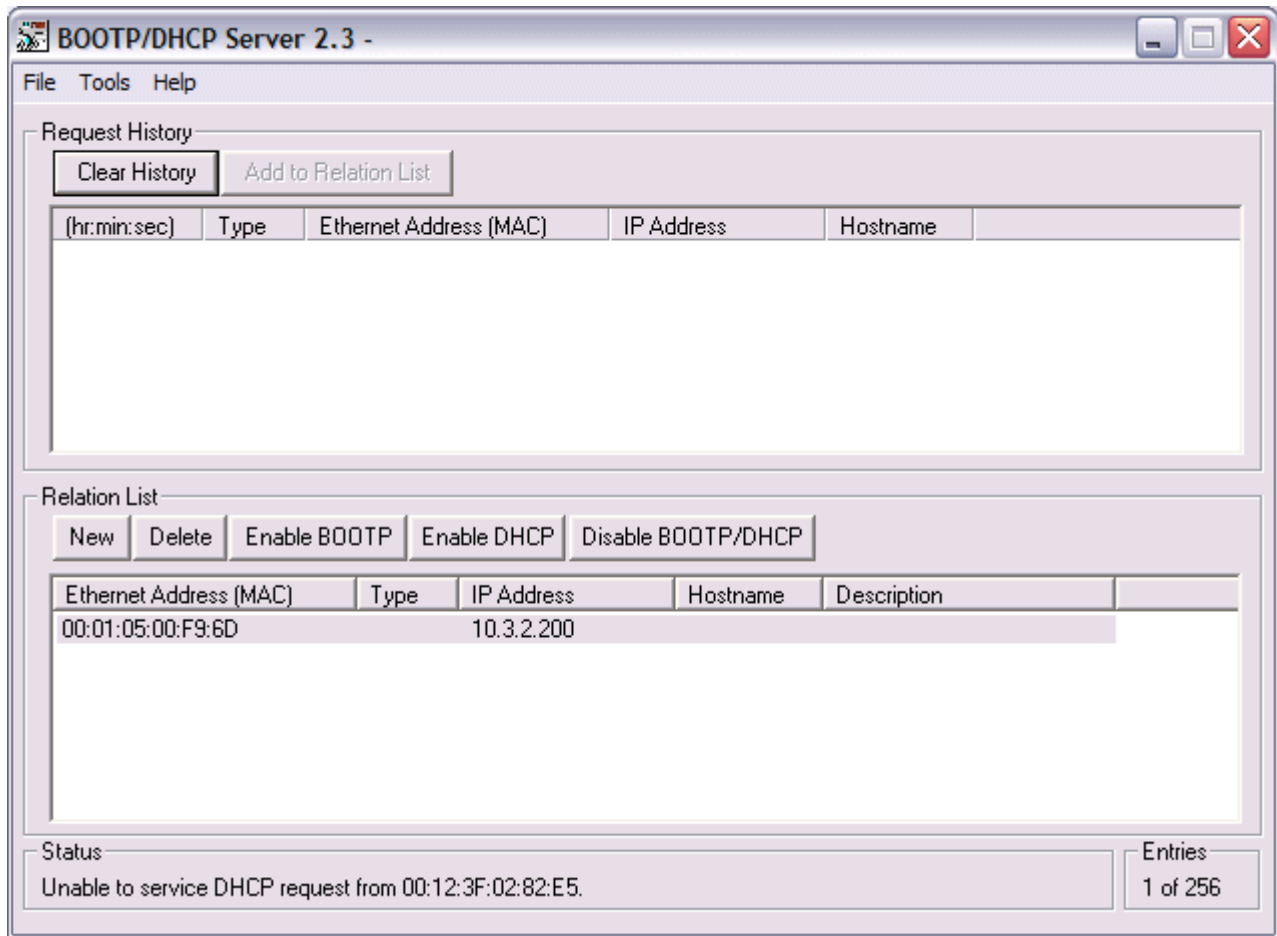 BOOTP/DHCP Server 2.3 -
File Tools Help
Request History
Clear History Add to Relation List
(hr:min:sec) Type Ethernet Address (MAC) IP Address Hostname
Relation List
New Delete Enable BOOTP Enable DHCP Disable BOOTP/DHCP
Ethernet Address (MAC) Type IP Address Hostname Description
00:01:05:00:F9:6D 10.3.2.200
Status
Unable to service DHCP request from 00:12:3F:02:82:E5.
Entries
1 of 256